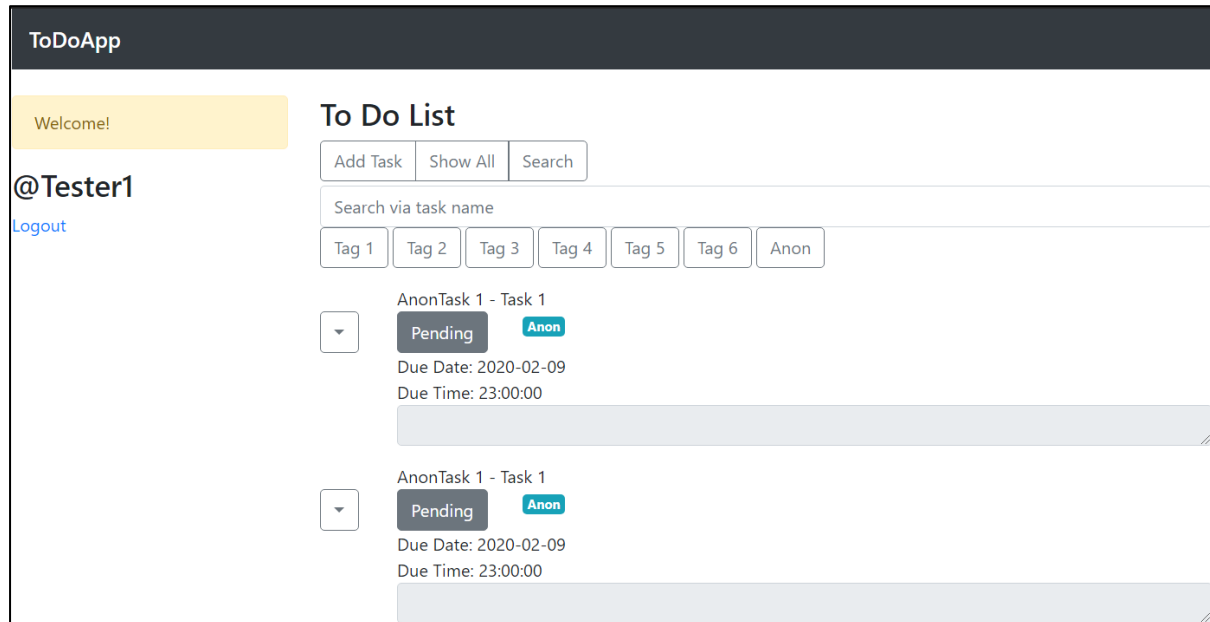 ToDoApp
Welcome!
@Tester1
Logout
To Do List
Add Task Show All Search
Search via task name
Tag 1 Tag 2 Tag 3 Tag 4 Tag 5 Tag 6 Anon
AnonTask 1 - Task 1
Pending Anon
Due Date: 2020-02-09
Due Time: 23:00:00
AnonTask 1 - Task 1
Pending Anon
Due Date: 2020-02-09
Due Time: 23:00:00